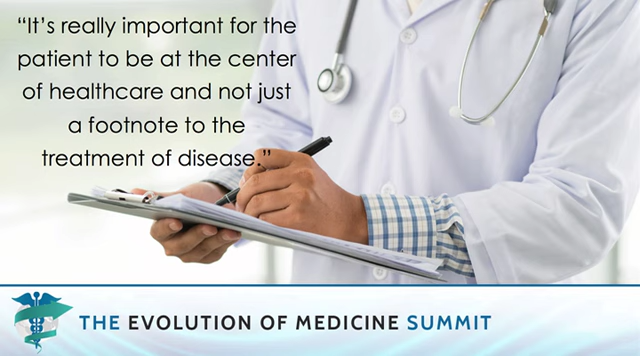 “It’s really important for the
patient to be at the center
of healthcare and not just
a footnote to the
treatment of disease.”
THE EVOLUTION OF MEDICINE SUMMIT